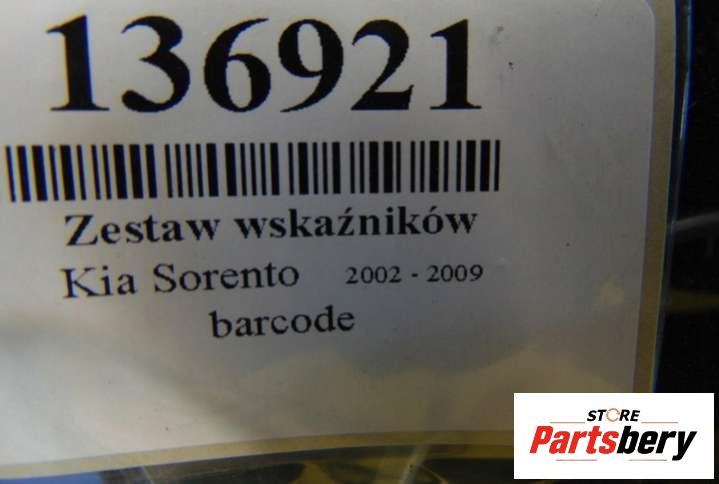 136921
Zestaw wskaźników
Kia Sorento 2002 - 2009
barcode
STORE
Partsbery